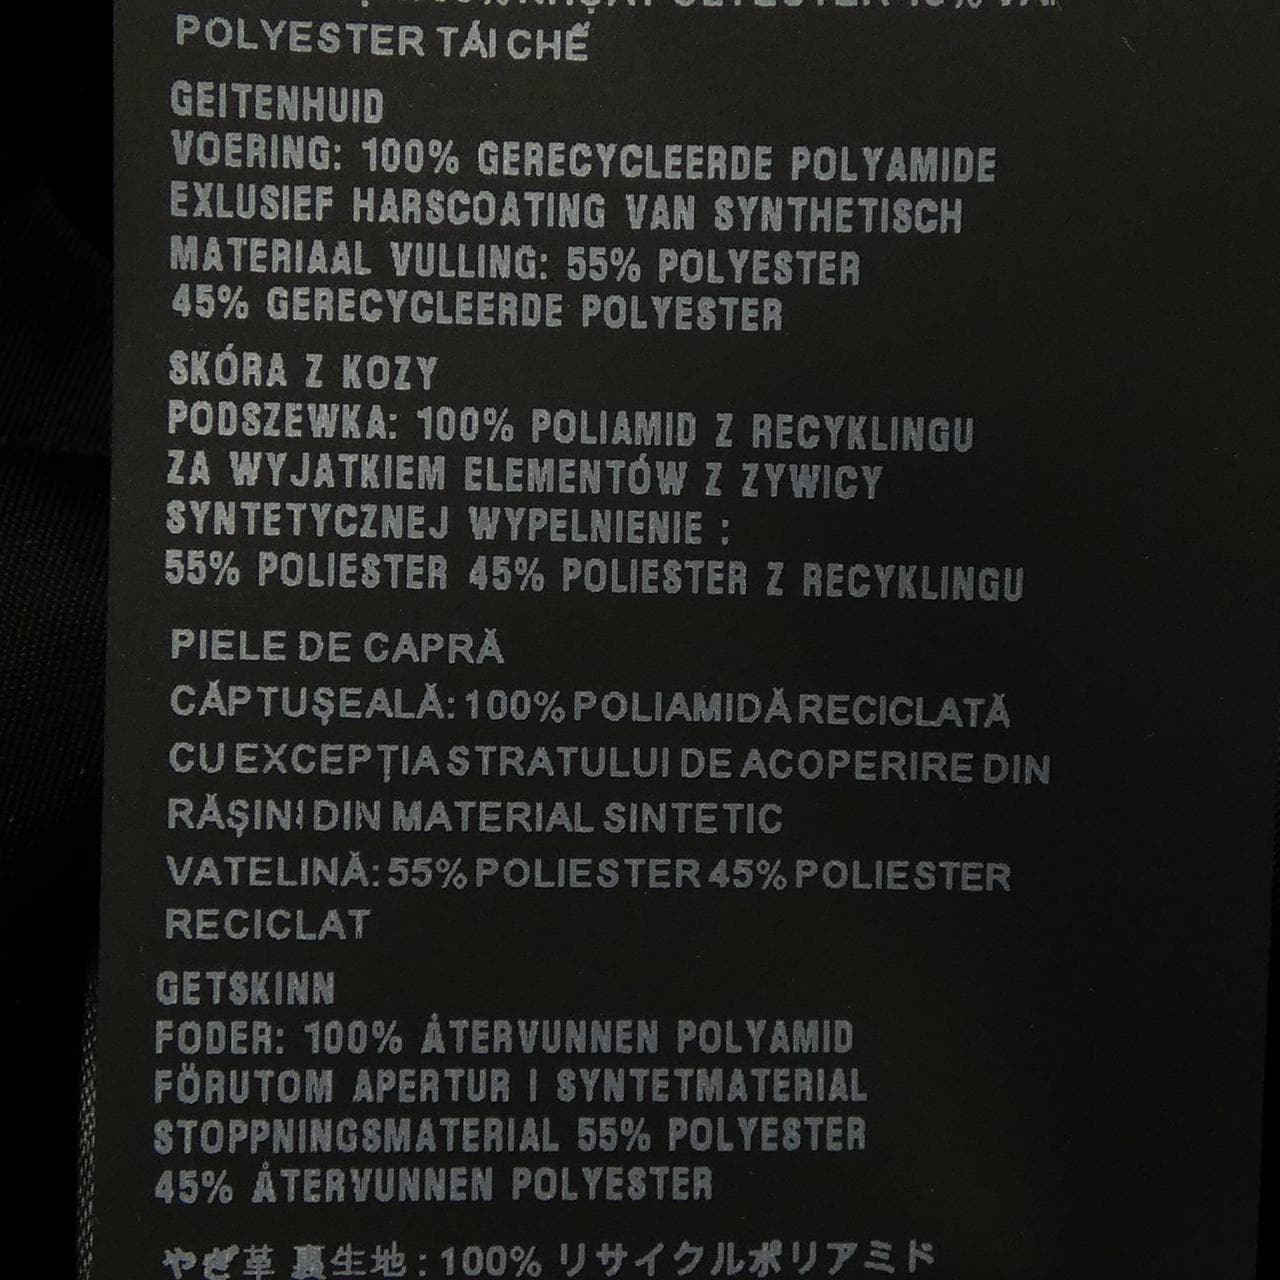 POLYESTER TÁI CHẾ
GEITENHUID
VOERING: 100% GERECYCLEERDE POLYAMIDE
EXLUSIEF HARSCOATING VAN SYNTHETISCH
MATERIAAL VULLING: 55% POLYESTER
45% GERECYCLEERDE POLYESTER
SKÓRA Z KOZY
PODSZEWKA: 100% POLIAMID Z RECYKLINGU
ZA WYJATKIEM ELEMENTÓW Z ZYWICY
SYNTETYCZNEJ WYPELNIENIE :
55% POLIESTER 45% POLIESTER Z RECYKLINGU
PIELE DE CAPRĂ
CĂPTUȘEALĂ: 100% POLIAMIDĂ RECICLATĂ
CU EXCEPȚIA STRATULUI DE ACOPERIRE DIN
RĂȘINI DIN MATERIAL SINTETIC
VATELINĂ: 55% POLIESTER 45% POLIESTER
RECICLAT
GETSKINN
FODER: 100% ÅTERVUNNEN POLYAMID
FÖRUTOM APERTUR I SYNTETMATERIAL
STOPPNINGSMATERIAL 55% POLYESTER
45% ÅTERVUNNEN POLYESTER
やぎ革 裏生地 : 100% リサイクルポリアミド